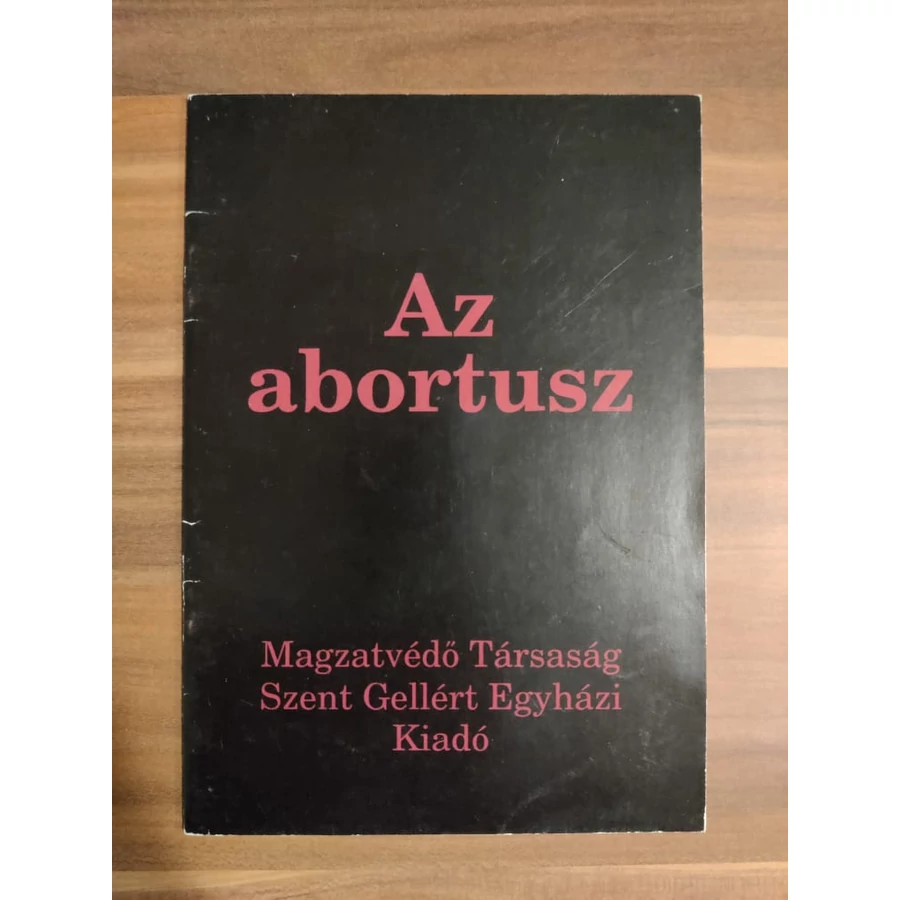 Az
abortusz
Magzatvédő Társaság
Szent Gellért Egyházi
Kiadó